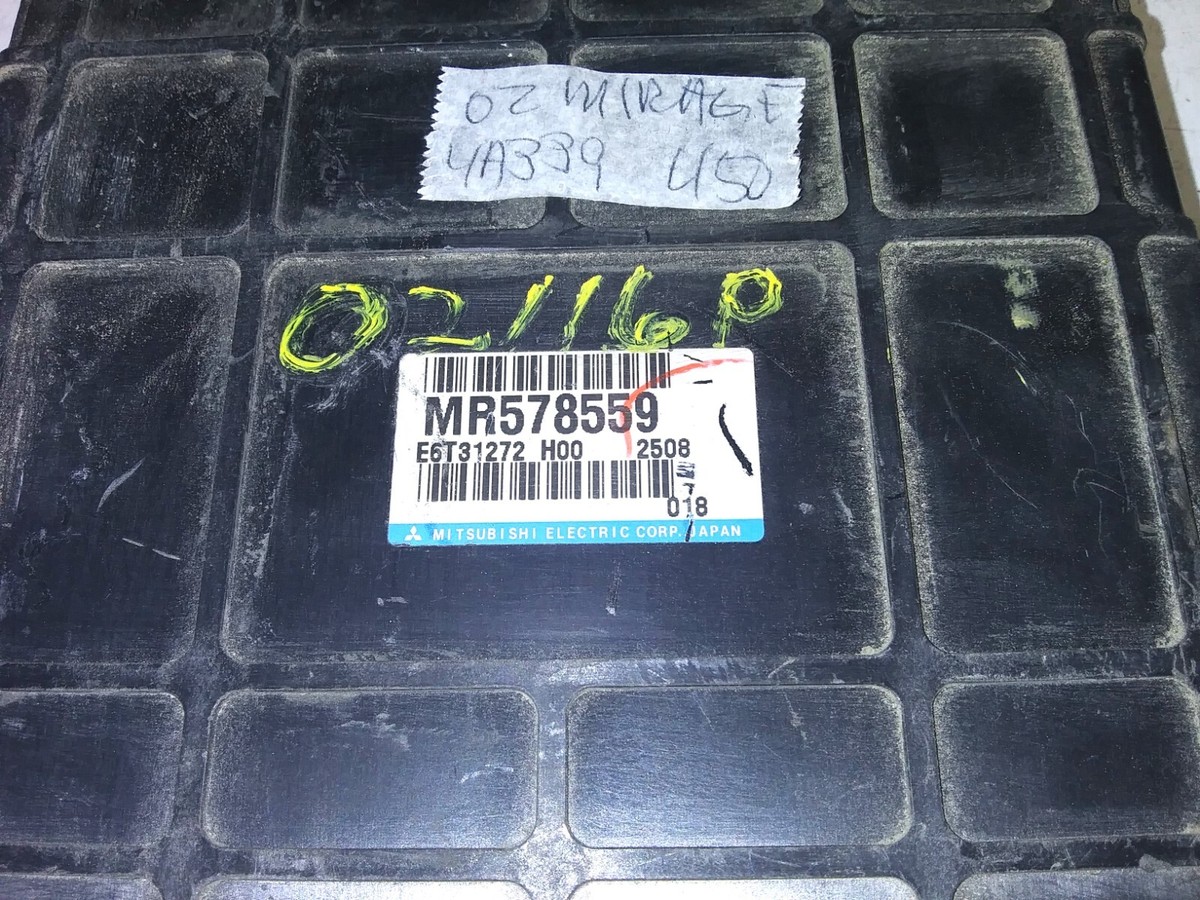 02 MIRAGE
4A339 450
02116P
MR578559
E6T31272 H00 2508
018
MITSUBISHI ELECTRIC CORP. JAPAN